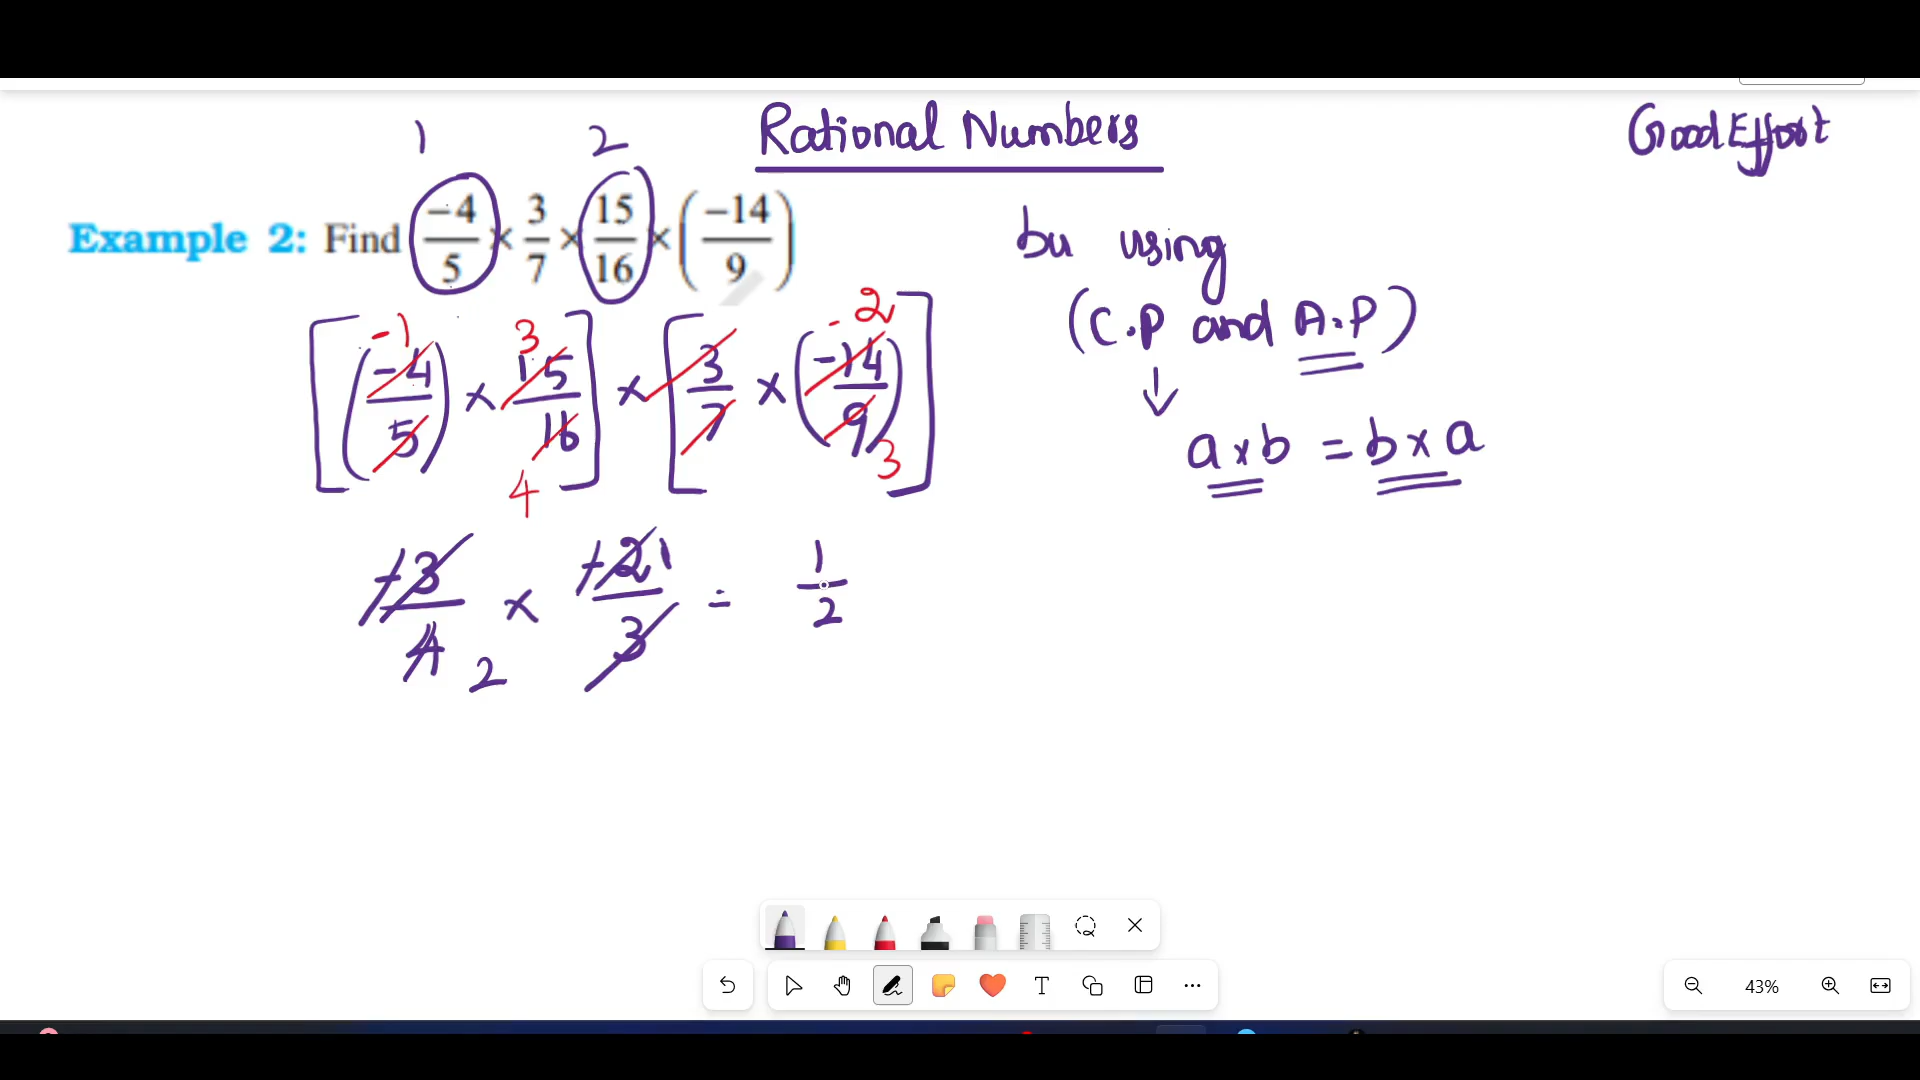 Rational Numbers
Good Effort
1 2
Example 2: Find -4/5 × 3/7 × 15/16 × (-14/9)
bu using
(C.P and A.P)
↓
a×b = b×a
-1 3 -2
[(-4/5) × 15/16] × [3/7 × (-14/9)]
4 3
-3/4 × -2/3 = 1/2
1
2
43%